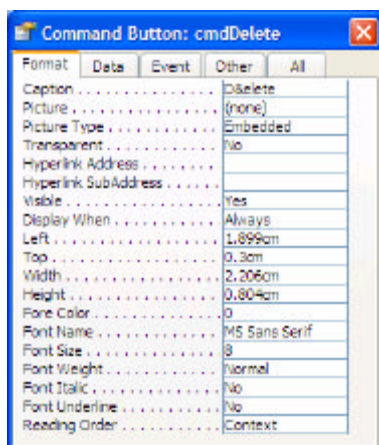 Command Button: cmdDelete
Format Data Event Other All
Caption . . . . . . . . . . . . . . . D&elete
Picture . . . . . . . . . . . . . . . (none)
Picture Type . . . . . . . . . . . Embedded
Transparent . . . . . . . . . . . No
Hyperlink Address . . . . . . . .
Hyperlink SubAddress . . . . . .
Visible . . . . . . . . . . . . . . . . Yes
Display When . . . . . . . . . . Always
Left . . . . . . . . . . . . . . . . . . 1.899cm
Top . . . . . . . . . . . . . . . . . . 0.3cm
Width . . . . . . . . . . . . . . . . 2.206cm
Height . . . . . . . . . . . . . . . . 0.804cm
Fore Color . . . . . . . . . . . . . 0
Font Name . . . . . . . . . . . . . MS Sans Serif
Font Size . . . . . . . . . . . . . . 8
Font Weight . . . . . . . . . . . . Normal
Font Italic . . . . . . . . . . . . . No
Font Underline . . . . . . . . . . No
Reading Order . . . . . . . . . . Context